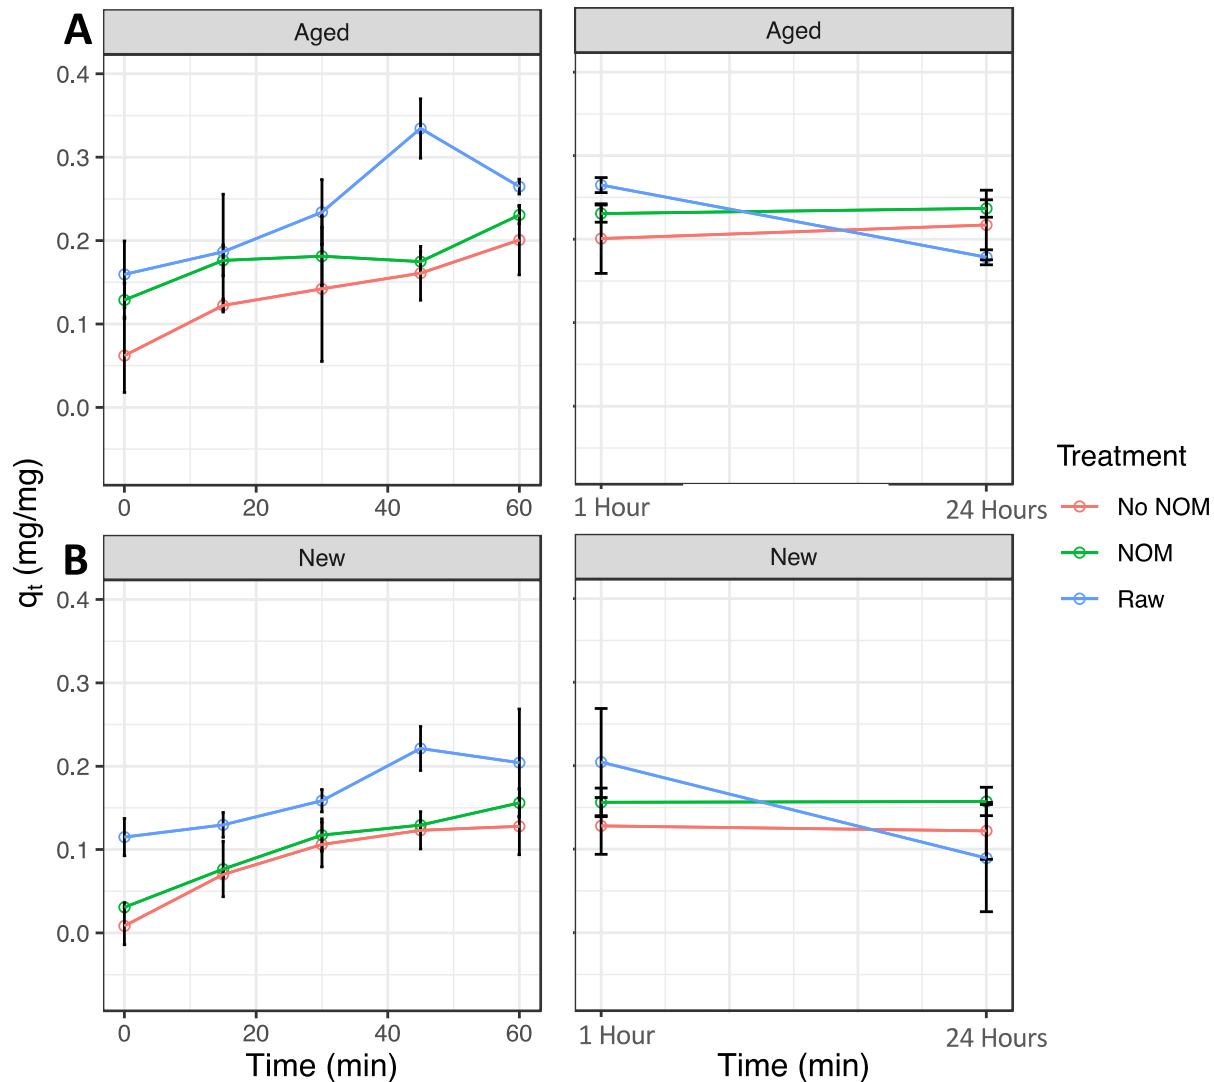 A
Aged
Aged
0.4
0.3
0.2
0.1
0.0
0
20
40
60
1 Hour
24 Hours
qt (mg/mg)
Treatment
No NOM
NOM
Raw
B
New
New
0.4
0.3
0.2
0.1
0.0
0
20
40
60
1 Hour
24 Hours
Time (min)
Time (min)